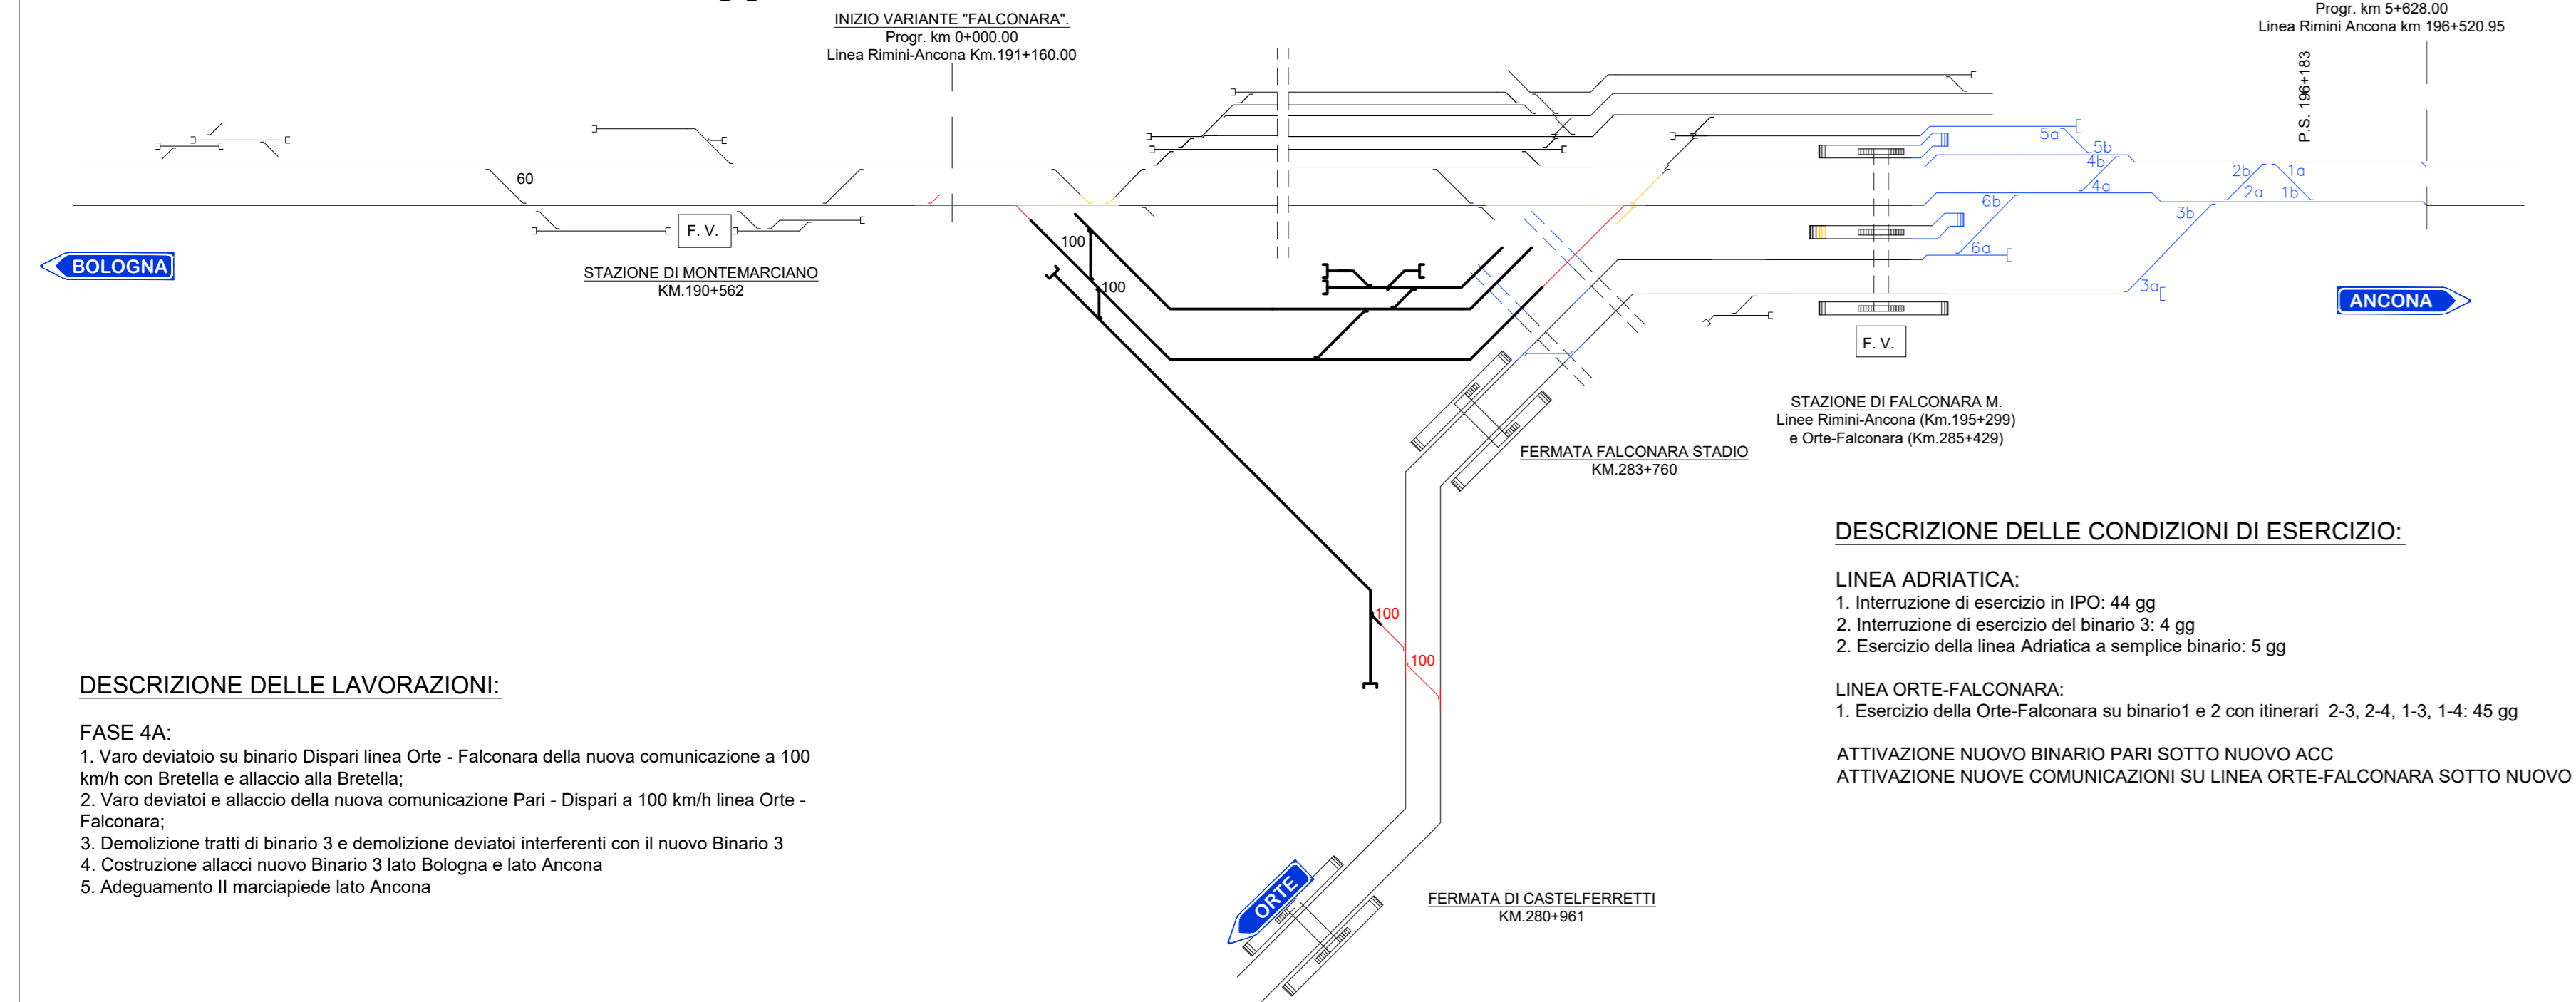 INIZIO VARIANTE "FALCONARA".
Progr. km 0+000.00
Linea Rimini-Ancona Km.191+160.00
Progr. km 5+628.00
Linea Rimini Ancona km 196+520.95
P.S. 196+183
60
F. V.
BOLOGNA
STAZIONE DI MONTEMARCIANO
KM.190+562
100
100
5a
5b
4b
4a
2b
1a
2a
1b
6b
3b
6a
3a
ANCONA
F. V.
STAZIONE DI FALCONARA M.
Linee Rimini-Ancona (Km.195+299)
e Orte-Falconara (Km.285+429)
FERMATA FALCONARA STADIO
KM.283+760
100
100
DESCRIZIONE DELLE CONDIZIONI DI ESERCIZIO:
LINEA ADRIATICA:
1. Interruzione di esercizio in IPO: 44 gg
2. Interruzione di esercizio del binario 3: 4 gg
2. Esercizio della linea Adriatica a semplice binario: 5 gg
LINEA ORTE-FALCONARA:
1. Esercizio della Orte-Falconara su binario1 e 2 con itinerari 2-3, 2-4, 1-3, 1-4: 45 gg
ATTIVAZIONE NUOVO BINARIO PARI SOTTO NUOVO ACC
ATTIVAZIONE NUOVE COMUNICAZIONI SU LINEA ORTE-FALCONARA SOTTO NUOVO
DESCRIZIONE DELLE LAVORAZIONI:
FASE 4A:
1. Varo deviatoio su binario Dispari linea Orte - Falconara della nuova comunicazione a 100
km/h con Bretella e allaccio alla Bretella;
2. Varo deviatoi e allaccio della nuova comunicazione Pari - Dispari a 100 km/h linea Orte -
Falconara;
3. Demolizione tratti di binario 3 e demolizione deviatoi interferenti con il nuovo Binario 3
4. Costruzione allacci nuovo Binario 3 lato Bologna e lato Ancona
5. Adeguamento II marciapiede lato Ancona
ORTE
FERMATA DI CASTELFERRETTI
KM.280+961